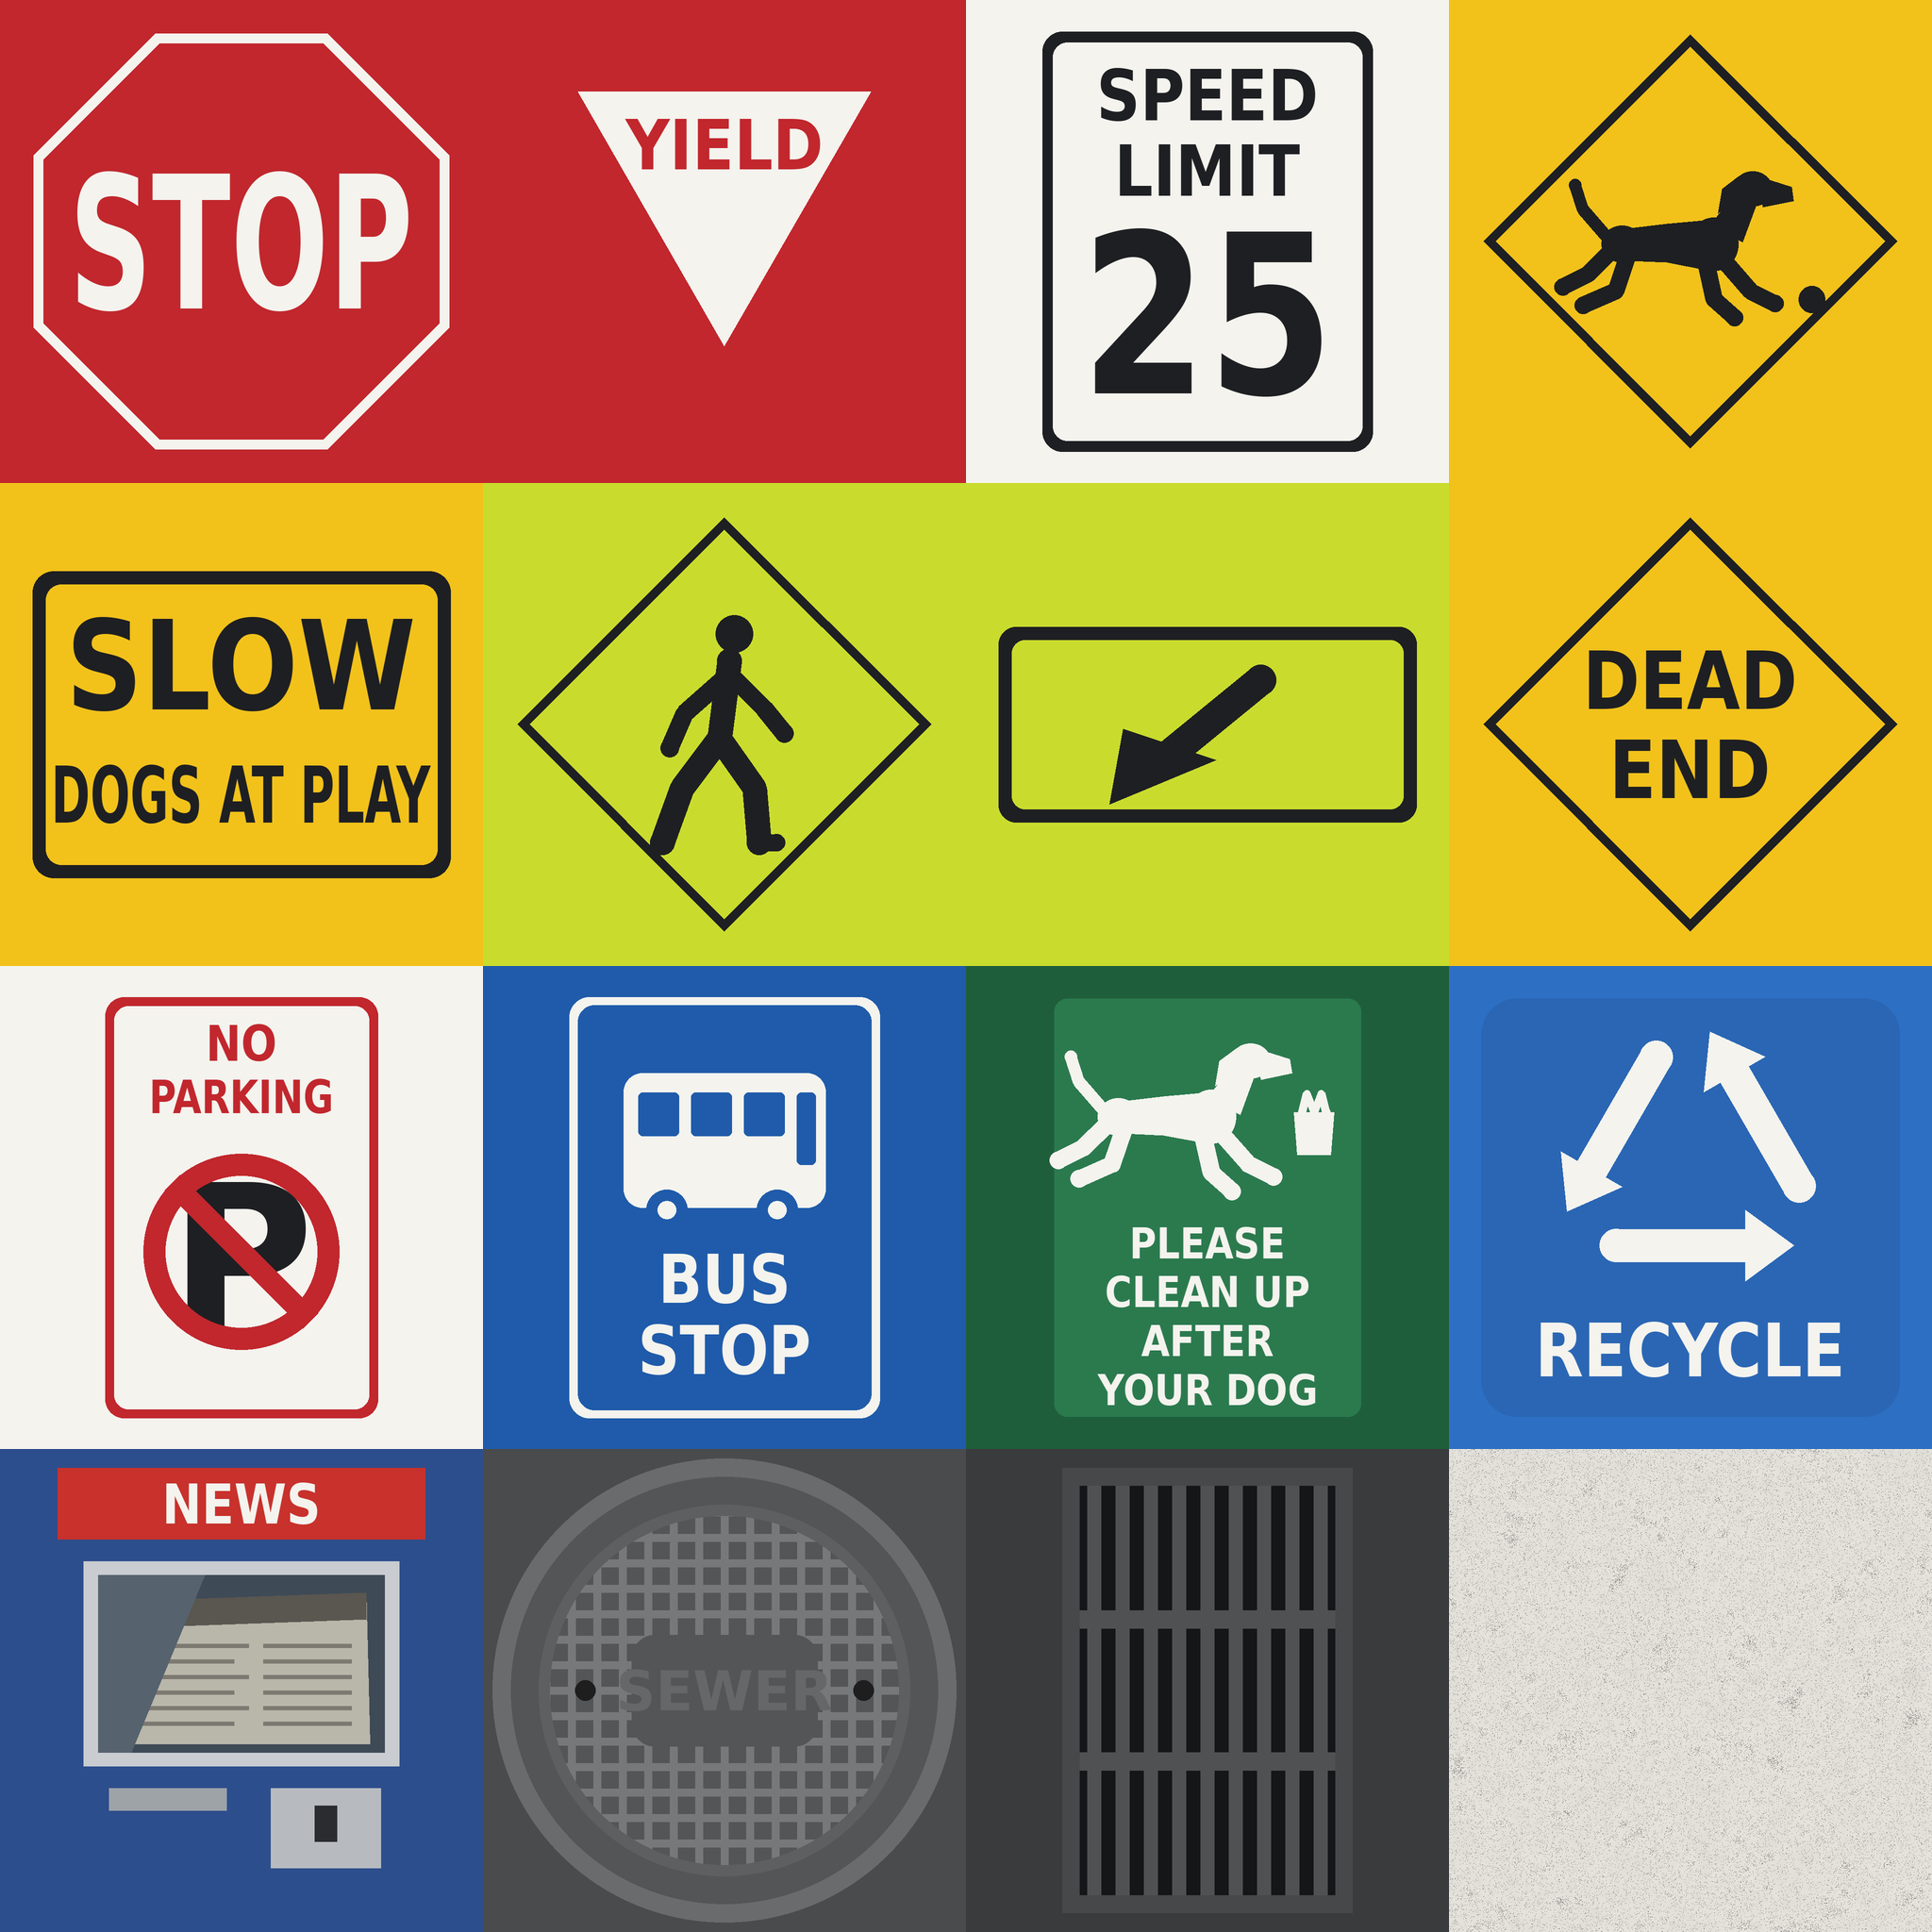 STOP
YIELD
SPEED
LIMIT
25
SLOW
DOGS AT PLAY
DEAD
END
NO
PARKING
P
BUS
STOP
PLEASE
CLEAN UP
AFTER
YOUR DOG
RECYCLE
NEWS
SEWER